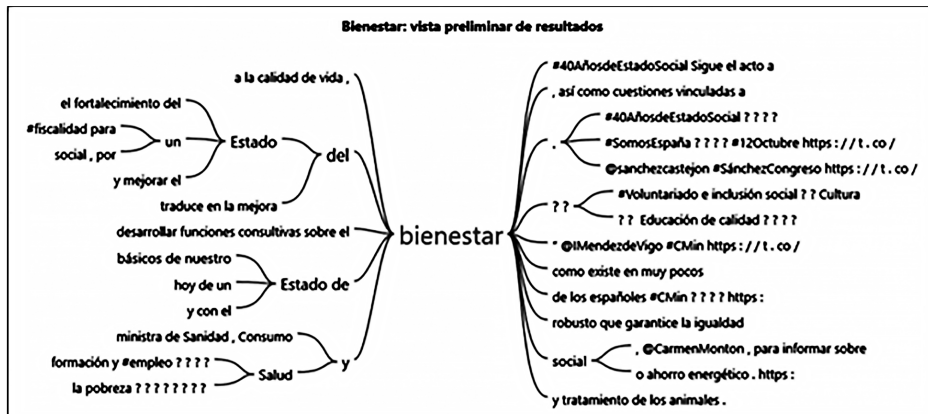 Bienestar: vista preliminar de resultados
a la calidad de vida ,
el fortalecimiento del
#fiscalidad para
social , por
un
y mejorar el
Estado
traduce en la mejora
del
desarrollar funciones consultivas sobre el
básicos de nuestro
hoy de un
y con el
Estado de
ministra de Sanidad , Consumo
formación y #empleo ? ? ? ?
la pobreza ? ? ? ? ? ? ? ?
Salud
y
bienestar
#40AñosdeEstadoSocial Sigue el acto a
, así como cuestiones vinculadas a
.
#40AñosdeEstadoSocial ? ? ? ?
#SomosEspaña ? ? ? ? #12Octubre https : / / t . co /
@sanchezcastejon #SánchezCongreso https : / / t . co /
? ?
#Voluntariado e inclusión social ? ? Cultura
? ? Educación de calidad ? ? ? ?
" @IMendezdeVigo #CMin https : / / t . co /
como existe en muy pocos
de los españoles #CMin ? ? ? ? https :
robusto que garantice la igualdad
social
, @CarmenMonton , para informar sobre
o ahorro energético . https :
y tratamiento de los animales .